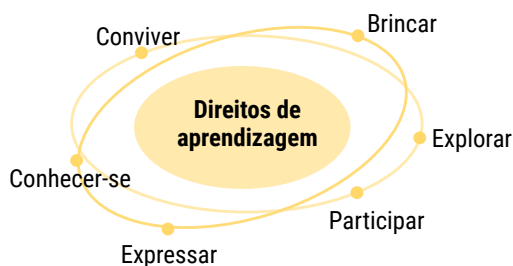 Conviver
Brincar
Direitos de
aprendizagem
Explorar
Conhecer-se
Participar
Expressar